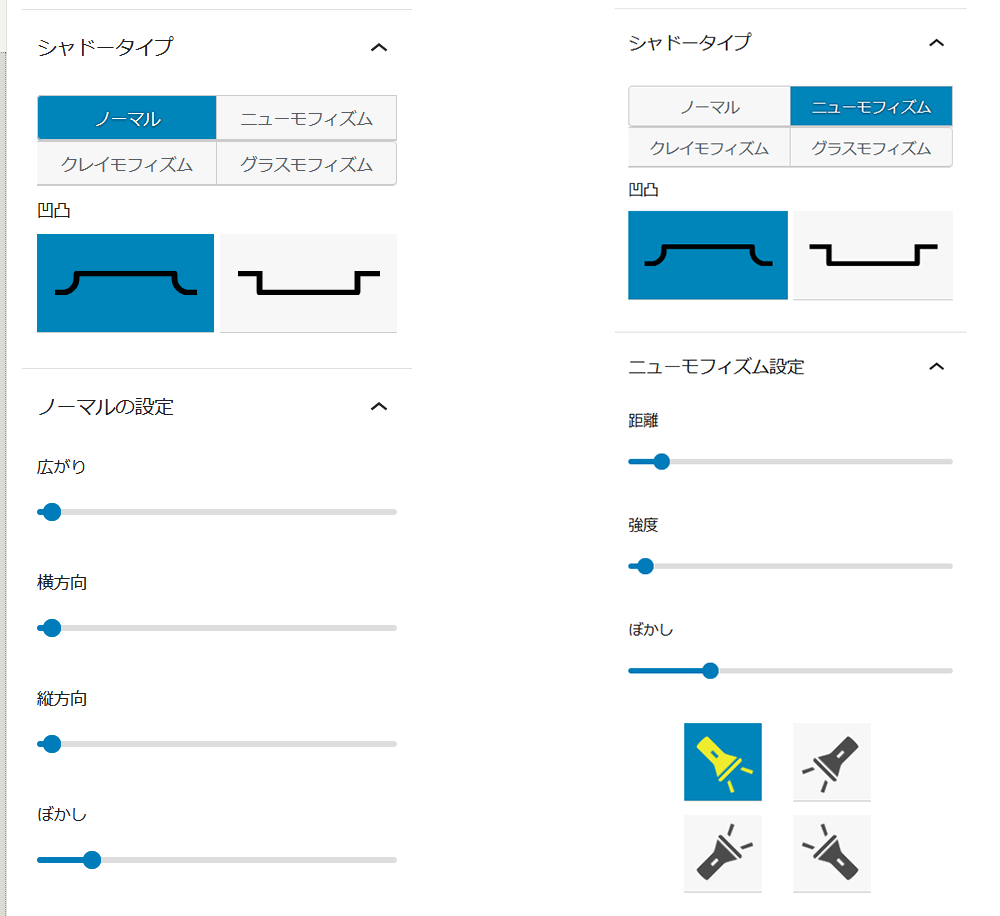 シャドータイプ
ノーマル
ニューモフィズム
クレイモフィズム
グラスモフィズム
凹凸
ノーマルの設定
広がり
横方向
縦方向
ぼかし
シャドータイプ
ノーマル
ニューモフィズム
クレイモフィズム
グラスモフィズム
凹凸
ニューモフィズム設定
距離
強度
ぼかし